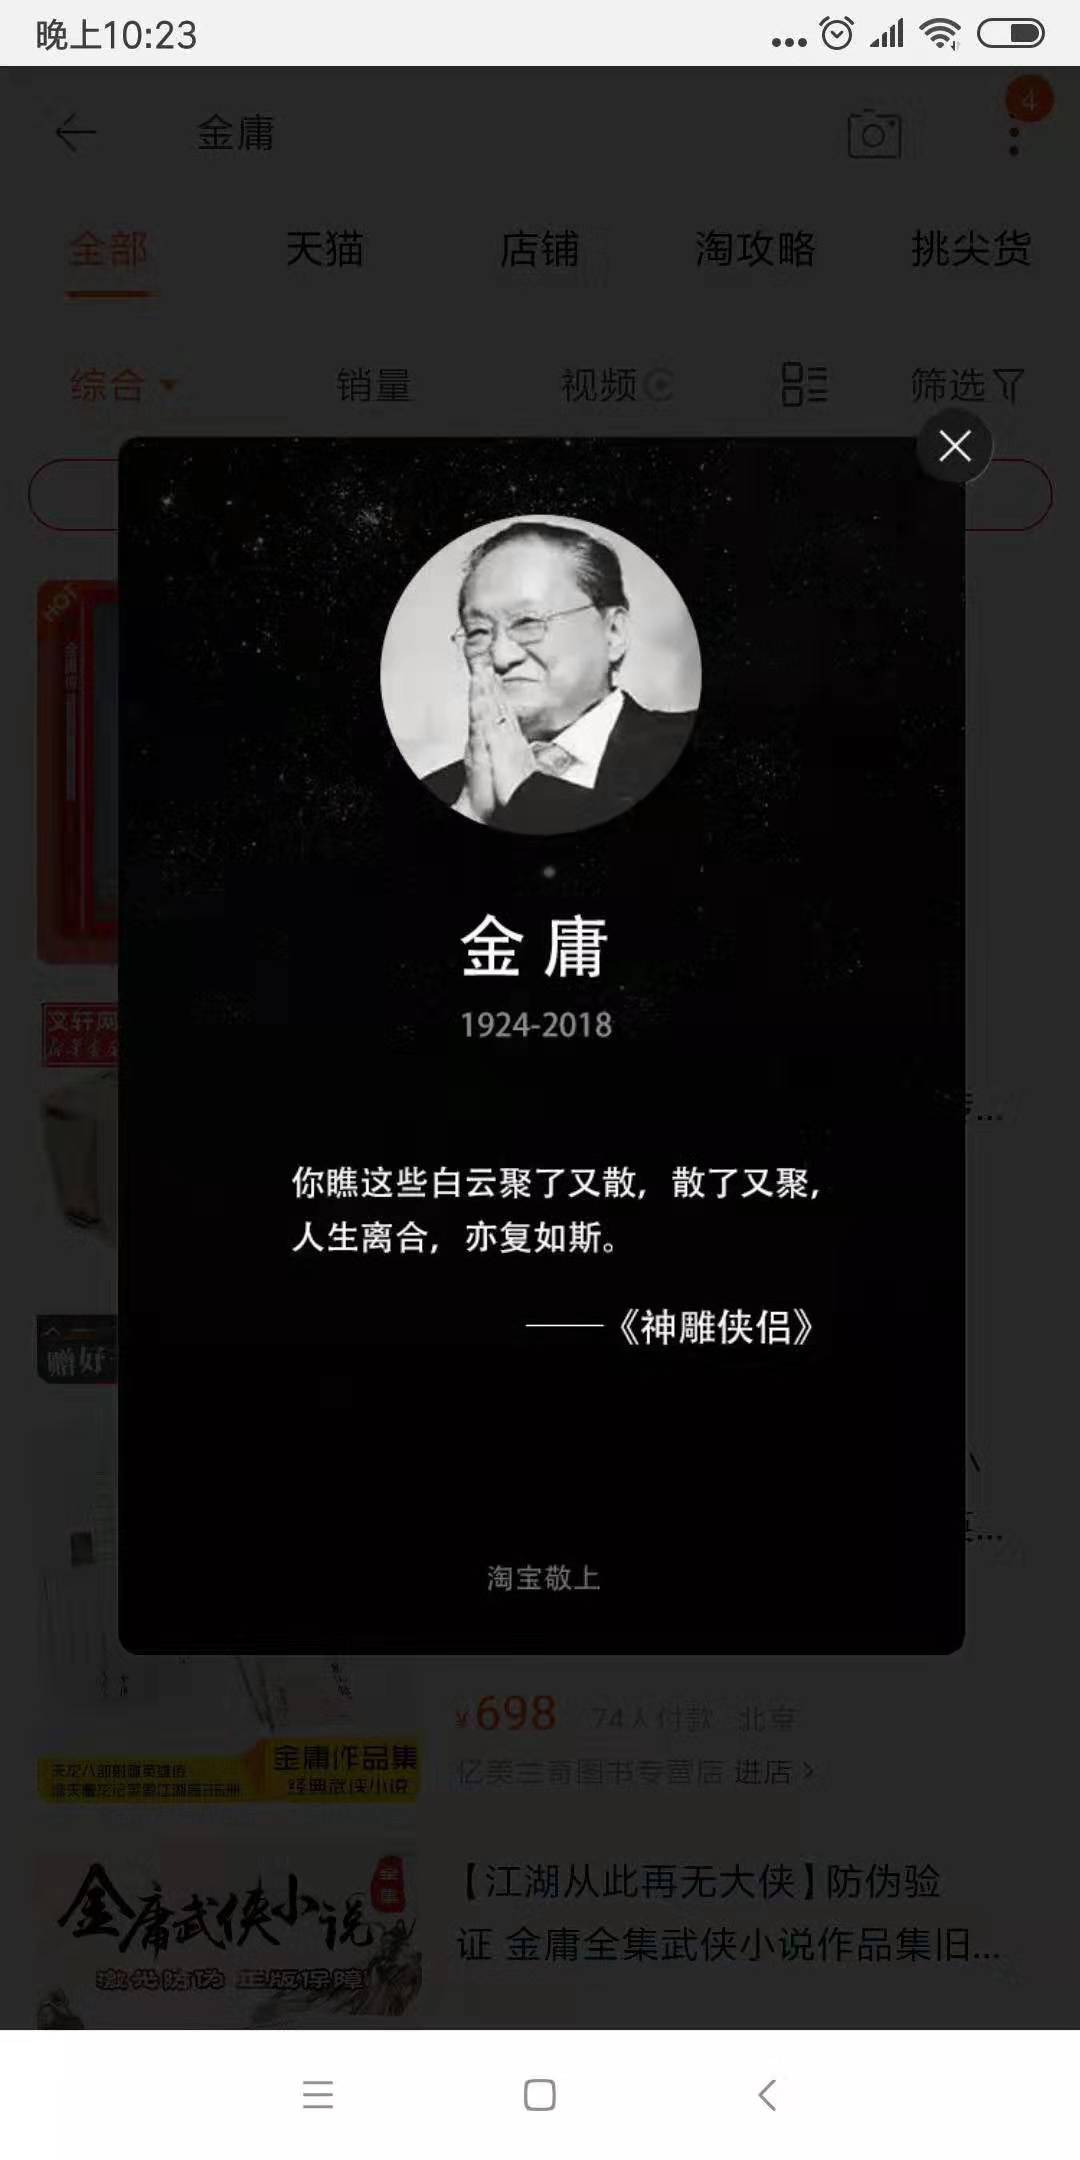 晚上10:23
4
金庸
全部 天猫 店铺 淘攻略 挑尖货
综合 销量 视频 筛选
HOT
金庸
1924-2018
你瞧这些白云聚了又散，散了又聚，
人生离合，亦复如斯。
——《神雕侠侣》
淘宝敬上
文轩网
赠好
¥698 74人付款 北京
金庸作品集
经典武侠小说
亿美兰奇图书专营店 进店
金庸武侠小说
全集
激光防伪 正版保障
【江湖从此再无大侠】防伪验
证 金庸全集武侠小说作品集旧...